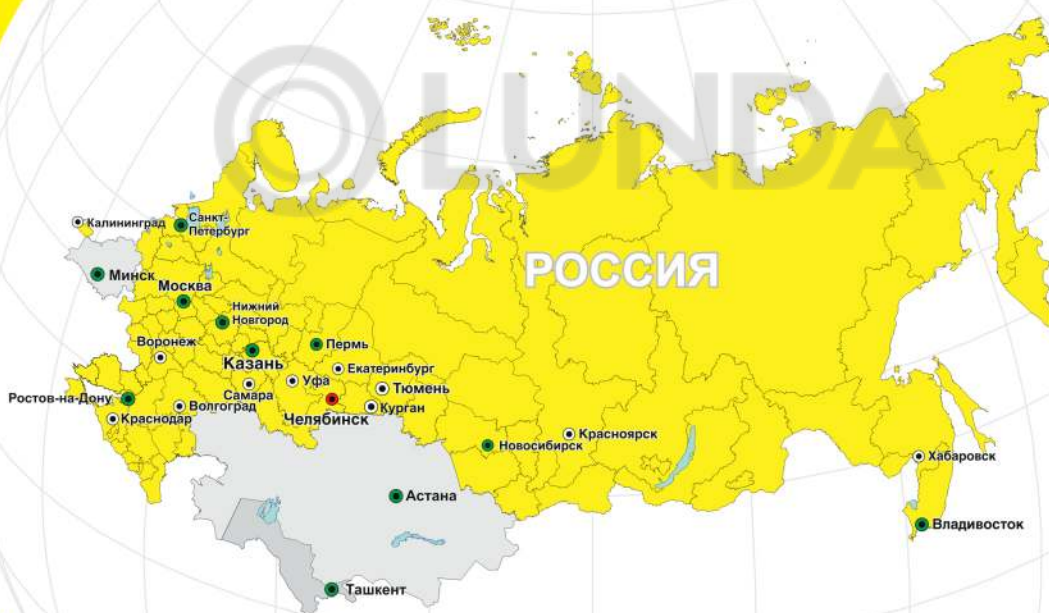 © LUNDA
Калининград
Санкт-
Петербург
Минск
Москва
РОССИЯ
Нижний
Новгород
Воронеж
Казань
Пермь
Екатеринбург
Уфа
Тюмень
Самара
Ростов-на-Дону
Волгоград
Челябинск
Курган
Краснодар
Новосибирск
Красноярск
Хабаровск
Астана
Владивосток
Ташкент